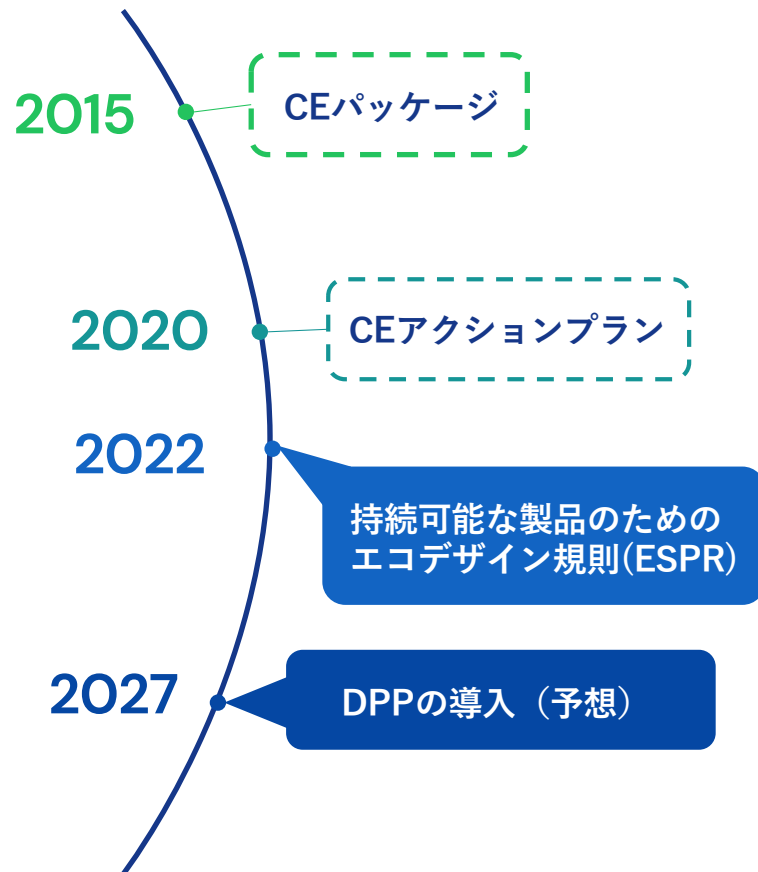 2015
CEパッケージ
2020
CEアクションプラン
2022
持続可能な製品のための
エコデザイン規則(ESPR)
2027
DPPの導入（予想）